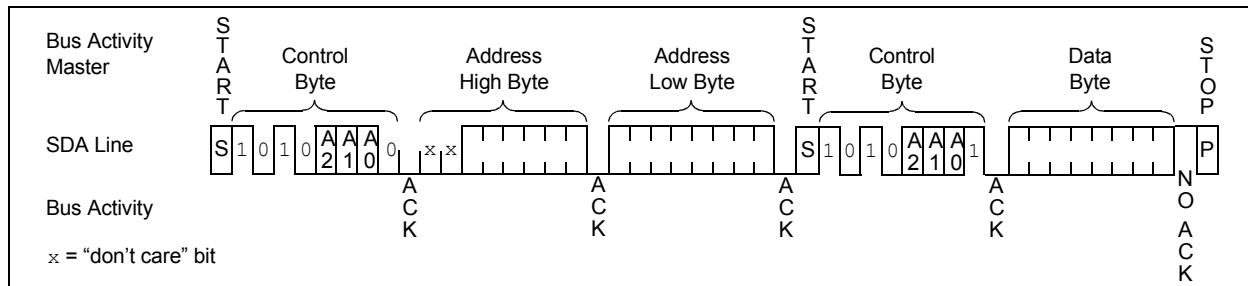 Bus Activity
Master
START
Control
Byte
Address
High Byte
Address
Low Byte
START
Control
Byte
Data
Byte
STOP
SDA Line
S 1 0 1 0 A2 A1 A0 0 x x S 1 0 1 0 A2 A1 A0 1 P
Bus Activity
ACK
ACK
ACK
ACK
NO ACK
x = “don’t care” bit